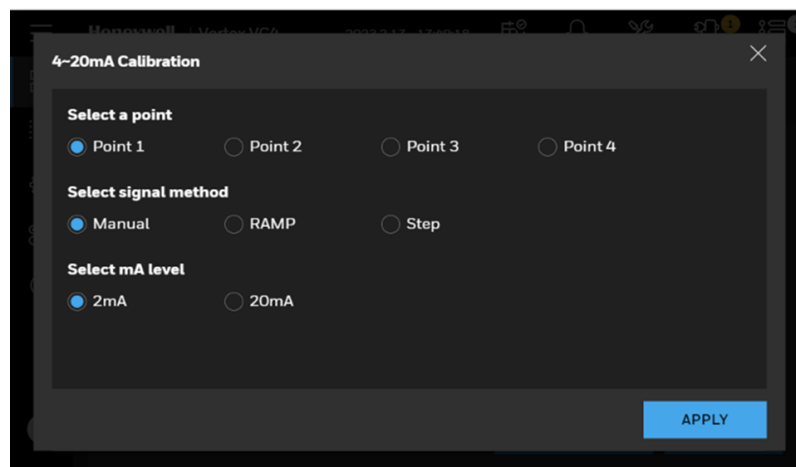 Honeywell | Vertex VC4
1
4~20mA Calibration
Select a point
Point 1 Point 2 Point 3 Point 4
Select signal method
Manual RAMP Step
Select mA level
2mA 20mA
APPLY